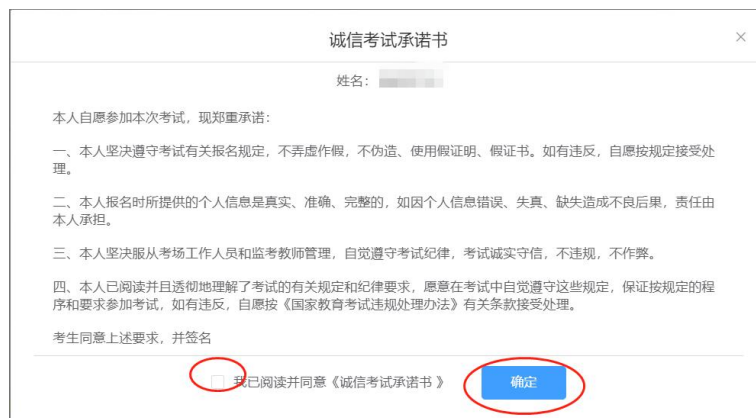 诚信考试承诺书
姓名：
本人自愿参加本次考试，现郑重承诺：
一、本人坚决遵守考试有关报名规定，不弄虚作假，不伪造、使用假证明、假证书。如有违反，自愿按规定接受处
理。
二、本人报名时所提供的个人信息是真实、准确、完整的，如因个人信息错误、失真、缺失造成不良后果，责任由
本人承担。
三、本人坚决服从考场工作人员和监考教师管理，自觉遵守考试纪律，考试诚实守信，不违规，不作弊。
四、本人已阅读并且透彻地理解了考试的有关规定和纪律要求，愿意在考试中自觉遵守这些规定，保证按规定的程
序和要求参加考试，如有违反，自愿按《国家教育考试违规处理办法》有关条款接受处理。
考生同意上述要求，并签名
我已阅读并同意《诚信考试承诺书 》
确定